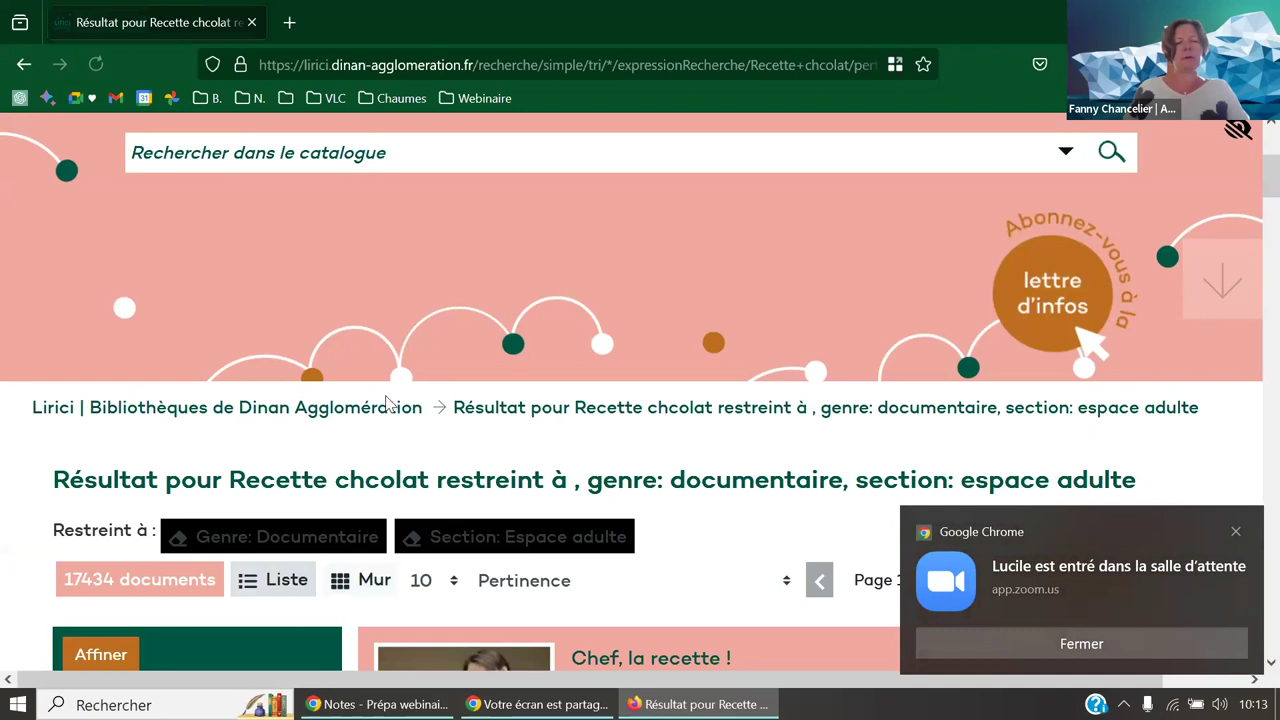 Résultat pour Recette chcolat re
https://lirici.dinan-agglomeration.fr/recherche/simple/tri/*/expressionRecherche/Recette+chcolat/pert
B.
N.
VLC
Chaumes
Webinaire
31
Fanny Chancelier | A...
Rechercher dans le catalogue
Abonnez-vous à la
lettre
d'infos
Lirici | Bibliothèques de Dinan Agglomération → Résultat pour Recette chcolat restreint à , genre: documentaire, section: espace adulte
Résultat pour Recette chcolat restreint à , genre: documentaire, section: espace adulte
Restreint à :
Genre: Documentaire
Section: Espace adulte
17434 documents
Liste
Mur
10
Pertinence
Page 1
Affiner
Chef, la recette !
Google Chrome
Lucile est entré dans la salle d'attente
app.zoom.us
Fermer
Rechercher
Notes - Prépa webinai...
Votre écran est partag...
Résultat pour Recette ...
10:13